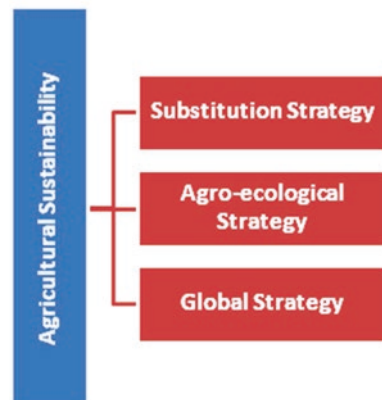 Agricultural Sustainability
Substitution Strategy
Agro-ecological
Strategy
Global Strategy